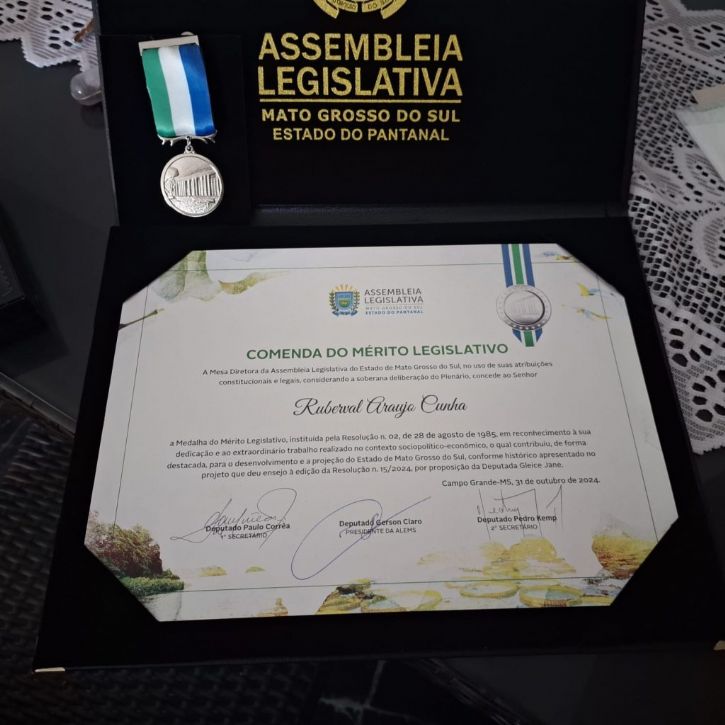 ASSEMBLEIA
LEGISLATIVA
MATO GROSSO DO SUL
ESTADO DO PANTANAL
ASSEMBLEIA
LEGISLATIVA
MATO GROSSO DO SUL
ESTADO DO PANTANAL
COMENDA DO MÉRITO LEGISLATIVO
A Mesa Diretora da Assembleia Legislativa do Estado de Mato Grosso do Sul, no uso de suas atribuições
constitucionais e legais, considerando a soberana deliberação do Plenário, concede ao Senhor
Ruberval Araujo Cunha
a Medalha do Mérito Legislativo, instituída pela Resolução n. 02, de 28 de agosto de 1985, em reconhecimento à sua
dedicação e ao extraordinário trabalho realizado no contexto sociopolítico-econômico, o qual contribuiu, de forma
destacada, para o desenvolvimento e a projeção do Estado de Mato Grosso do Sul, conforme histórico apresentado no
projeto que deu ensejo à edição da Resolução n. 15/2024, por proposição da Deputada Gleice Jane.
Campo Grande-MS, 31 de outubro de 2024.
Deputado Paulo Corrêa
1º SECRETÁRIO
Deputado Gerson Claro
PRESIDENTE DA ALEMS
Deputado Pedro Kemp
2º SECRETÁRIO